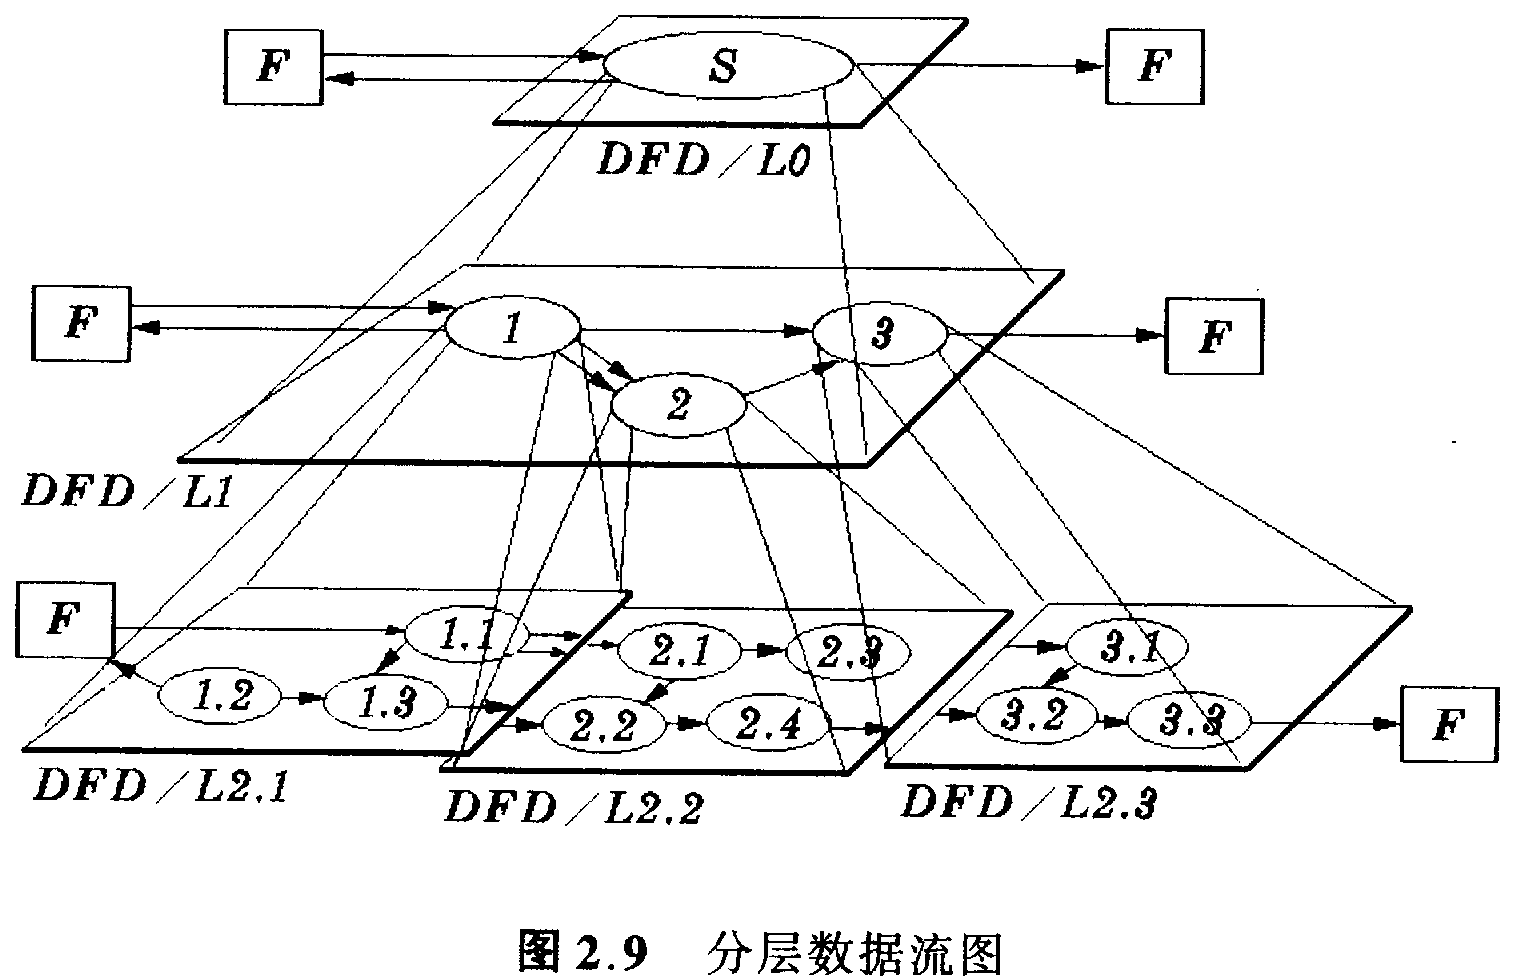 F S F
DFD/L0
F 1 3 F
2
DFD/L1
F 1.1 2.1 2.3 3.1
1.2 1.3 2.2 2.4 3.2 3.3 F
DFD/L2.1 DFD/L2.2 DFD/L2.3
图2.9 分层数据流图